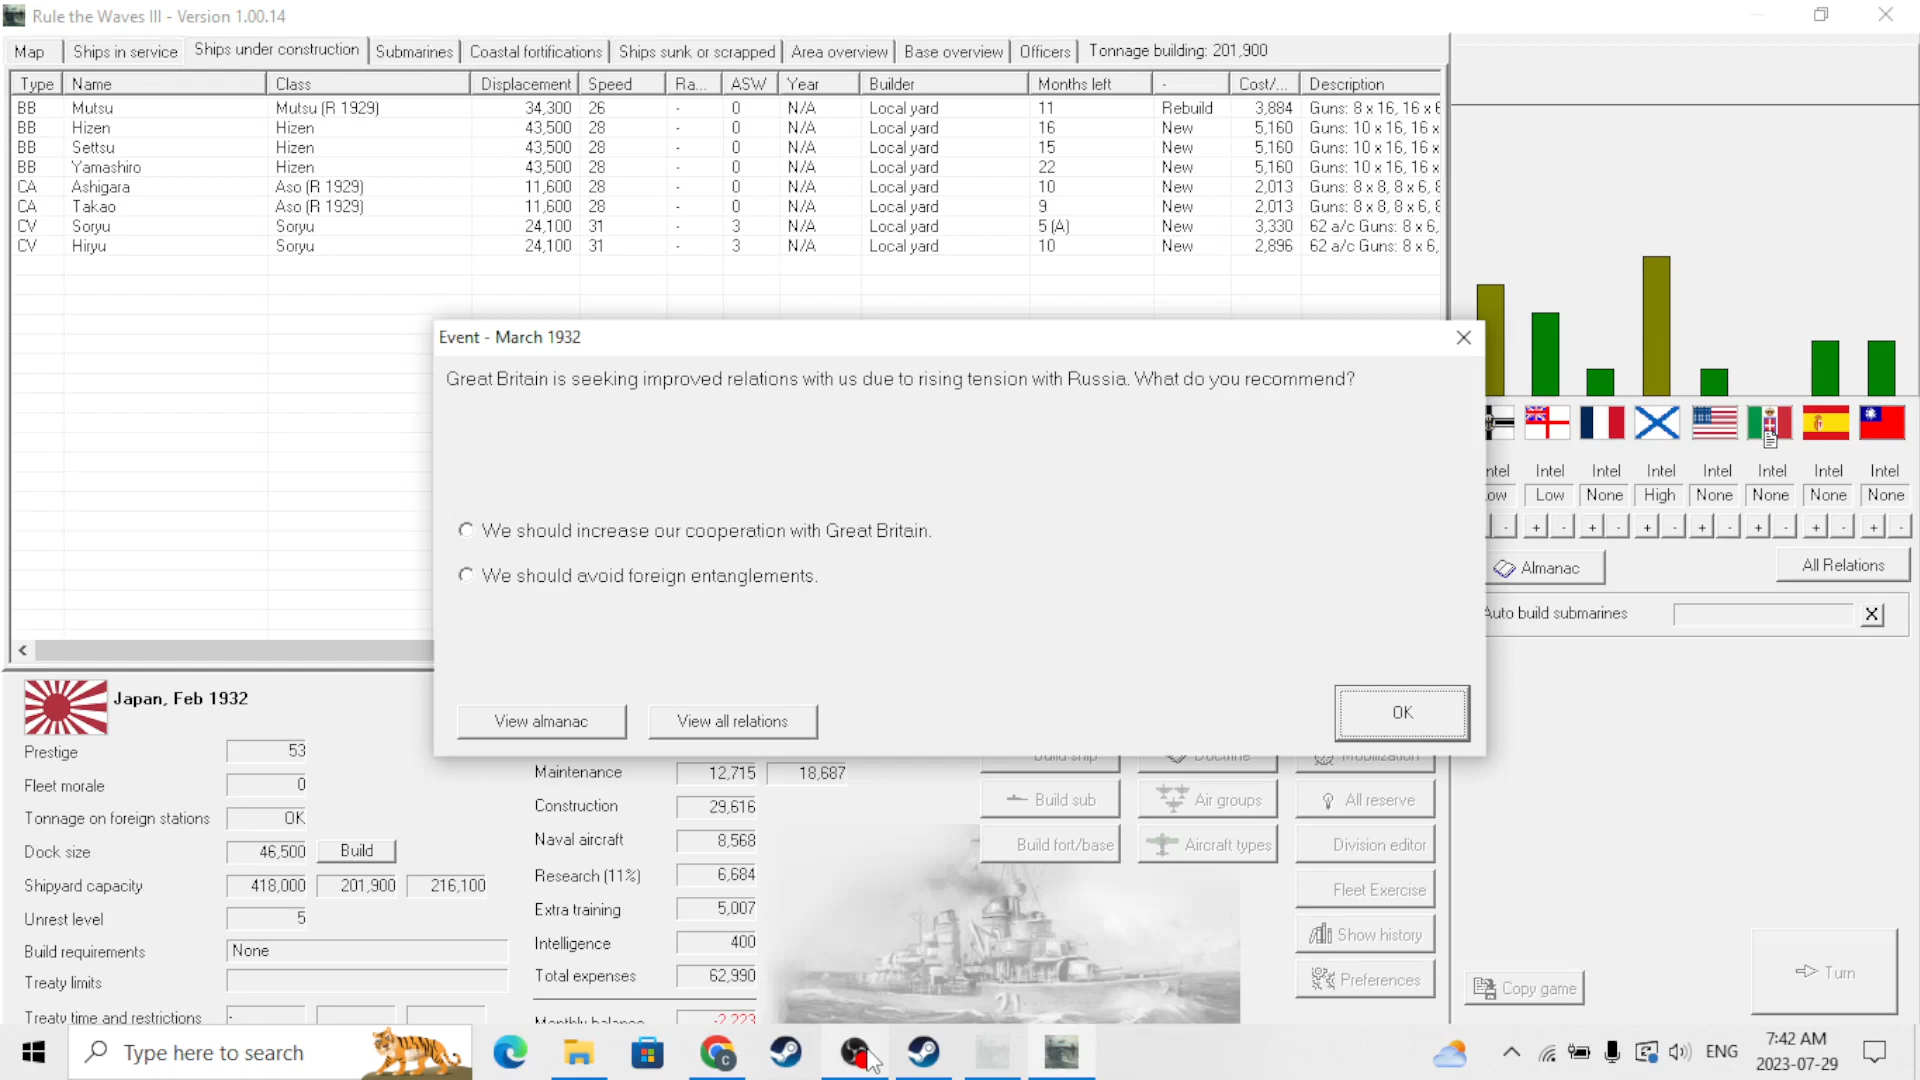 Rule the Waves III - Version 1.00.14
Map Ships in service Ships under construction Submarines Coastal fortifications Ships sunk or scrapped Area overview Base overview Officers Tonnage building: 201,900
Type Name Class Displacement Speed Ra... ASW Year Builder Months left - Cost/... Description
BB Mutsu Mutsu (R 1929) 34,300 26 - 0 N/A Local yard 11 Rebuild 3,884 Guns: 8 x 16, 16 x 6
BB Hizen Hizen 43,500 28 - 0 N/A Local yard 16 New 5,160 Guns: 10 x 16, 16 x
BB Settsu Hizen 43,500 28 - 0 N/A Local yard 15 New 5,160 Guns: 10 x 16, 16 x
BB Yamashiro Hizen 43,500 28 - 0 N/A Local yard 22 New 5,160 Guns: 10 x 16, 16 x
CA Ashigara Aso (R 1929) 11,600 28 - 0 N/A Local yard 10 New 2,013 Guns: 8 x 8, 8 x 6,
CA Takao Aso (R 1929) 11,600 28 - 0 N/A Local yard 9 New 2,013 Guns: 8 x 8, 8 x 6,
CV Soryu Soryu 24,100 31 - 3 N/A Local yard 5 (A) New 3,330 62 a/c Guns: 8 x 6,
CV Hiryu Soryu 24,100 31 - 3 N/A Local yard 10 New 2,896 62 a/c Guns: 8 x 6,
Event - March 1932
Great Britain is seeking improved relations with us due to rising tension with Russia. What do you recommend?
We should increase our cooperation with Great Britain.
We should avoid foreign entanglements.
View almanac View all relations OK
Intel Intel Intel Intel Intel Intel Intel
Low None High None None None None
- + - + - + - + - + - + - + -
Almanac All Relations
Auto build submarines X
Japan, Feb 1932
Prestige 53
Fleet morale 0
Tonnage on foreign stations OK
Dock size 46,500 Build
Shipyard capacity 418,000 201,900 216,100
Unrest level 5
Build requirements None
Treaty limits
Treaty time and restrictions -
Maintenance 12,715 18,687
Construction 29,616
Naval aircraft 8,568
Research (11%) 6,684
Extra training 5,007
Intelligence 400
Total expenses 62,990
Monthly balance -2,223
Build ship Doctrine Mobilization
Build sub Air groups All reserve
Build fort/base Aircraft types Division editor
Fleet Exercise
Show history
Preferences
Copy game
Turn
Type here to search
ENG
7:42 AM
2023-07-29